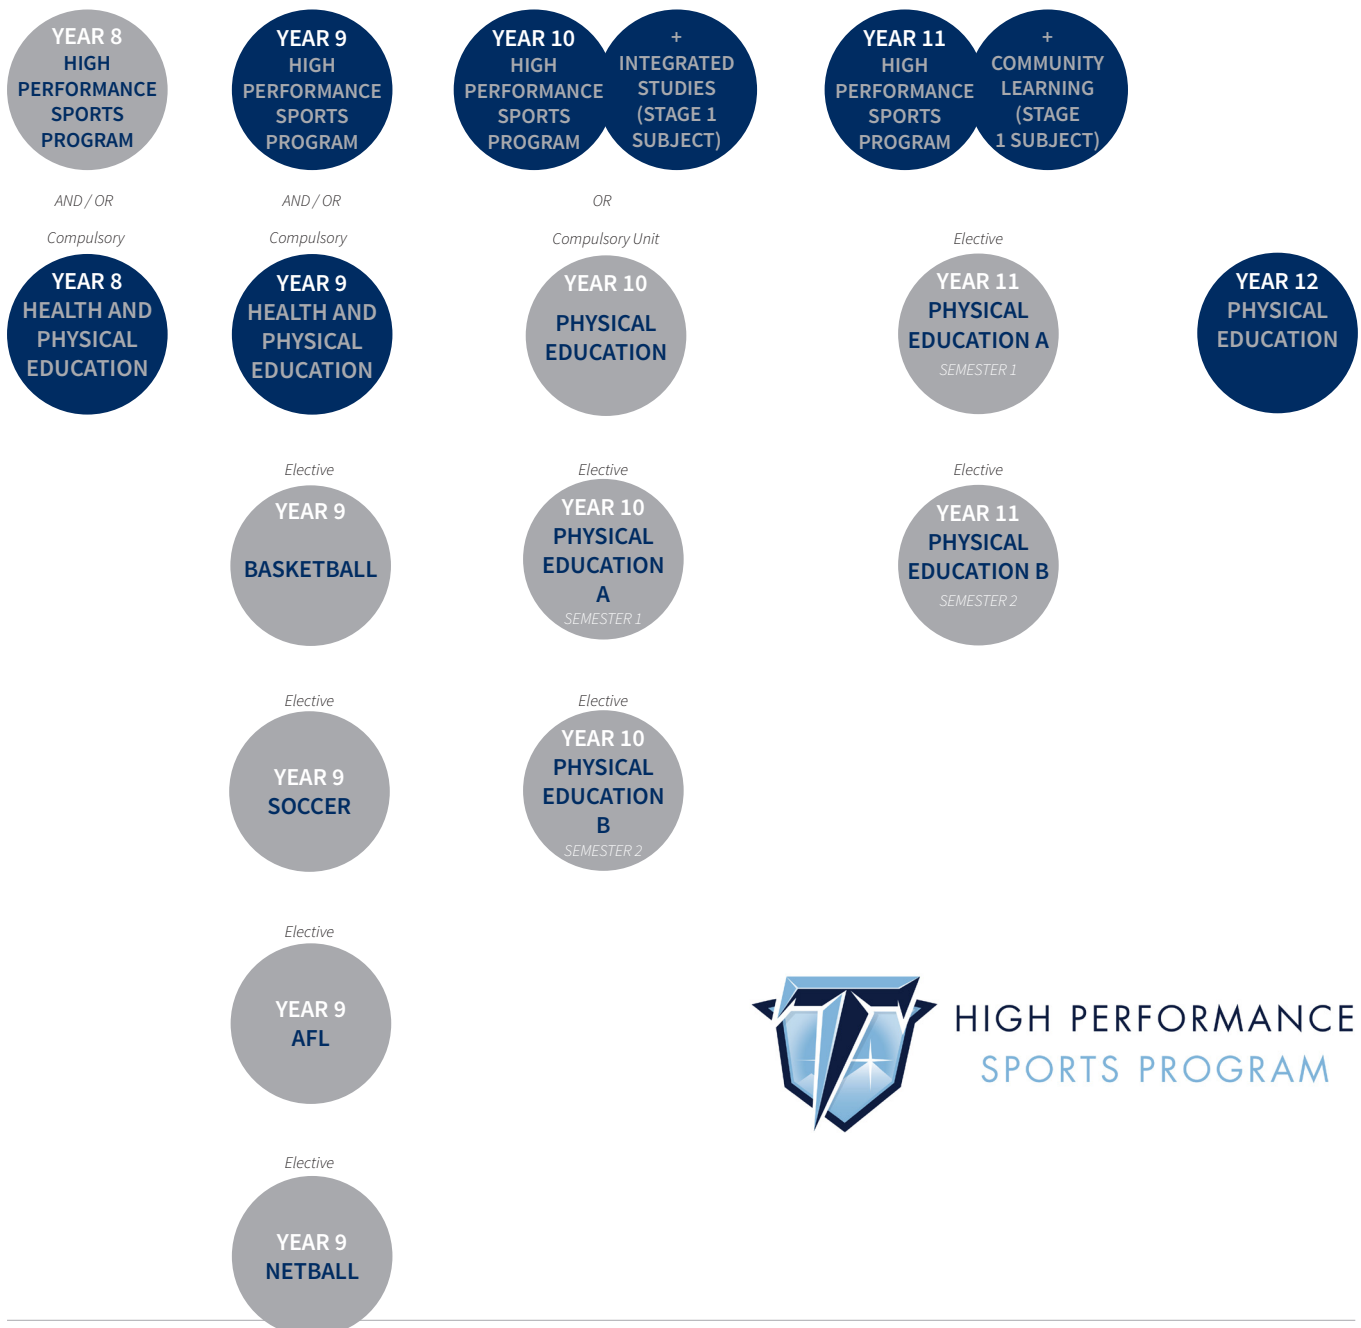 YEAR 8
HIGH
PERFORMANCE
SPORTS
PROGRAM
YEAR 9
HIGH
PERFORMANCE
SPORTS
PROGRAM
YEAR 10
HIGH
PERFORMANCE
SPORTS
PROGRAM
+
INTEGRATED
STUDIES
(STAGE 1
SUBJECT)
YEAR 11
HIGH
PERFORMANCE
SPORTS
PROGRAM
+
COMMUNITY
LEARNING
(STAGE
1 SUBJECT)
AND / OR
AND / OR
OR
Compulsory
YEAR 8
HEALTH AND
PHYSICAL
EDUCATION
Compulsory
YEAR 9
HEALTH AND
PHYSICAL
EDUCATION
Compulsory Unit
YEAR 10
PHYSICAL
EDUCATION
Elective
YEAR 11
PHYSICAL
EDUCATION A
SEMESTER 1
YEAR 12
PHYSICAL
EDUCATION
Elective
YEAR 9
BASKETBALL
Elective
YEAR 10
PHYSICAL
EDUCATION
A
SEMESTER 1
Elective
YEAR 11
PHYSICAL
EDUCATION B
SEMESTER 2
Elective
YEAR 9
SOCCER
Elective
YEAR 10
PHYSICAL
EDUCATION
B
SEMESTER 2
Elective
YEAR 9
AFL
HIGH PERFORMANCE
SPORTS PROGRAM
Elective
YEAR 9
NETBALL